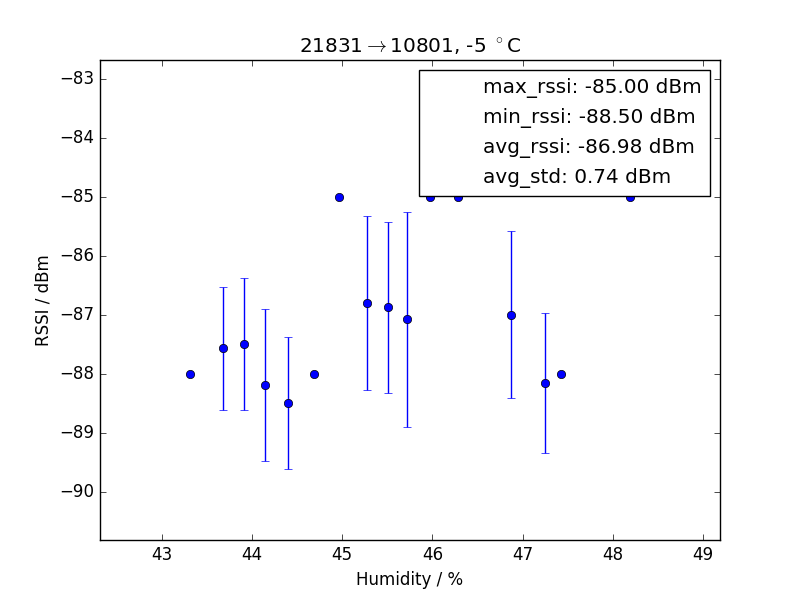 21831→10801, -5 °C
max_rssi: -85.00 dBm
min_rssi: -88.50 dBm
avg_rssi: -86.98 dBm
avg_std: 0.74 dBm
−83
−84
−85
−86
−87
−88
−89
−90
RSSI / dBm
43 44 45 46 47 48 49
Humidity / %